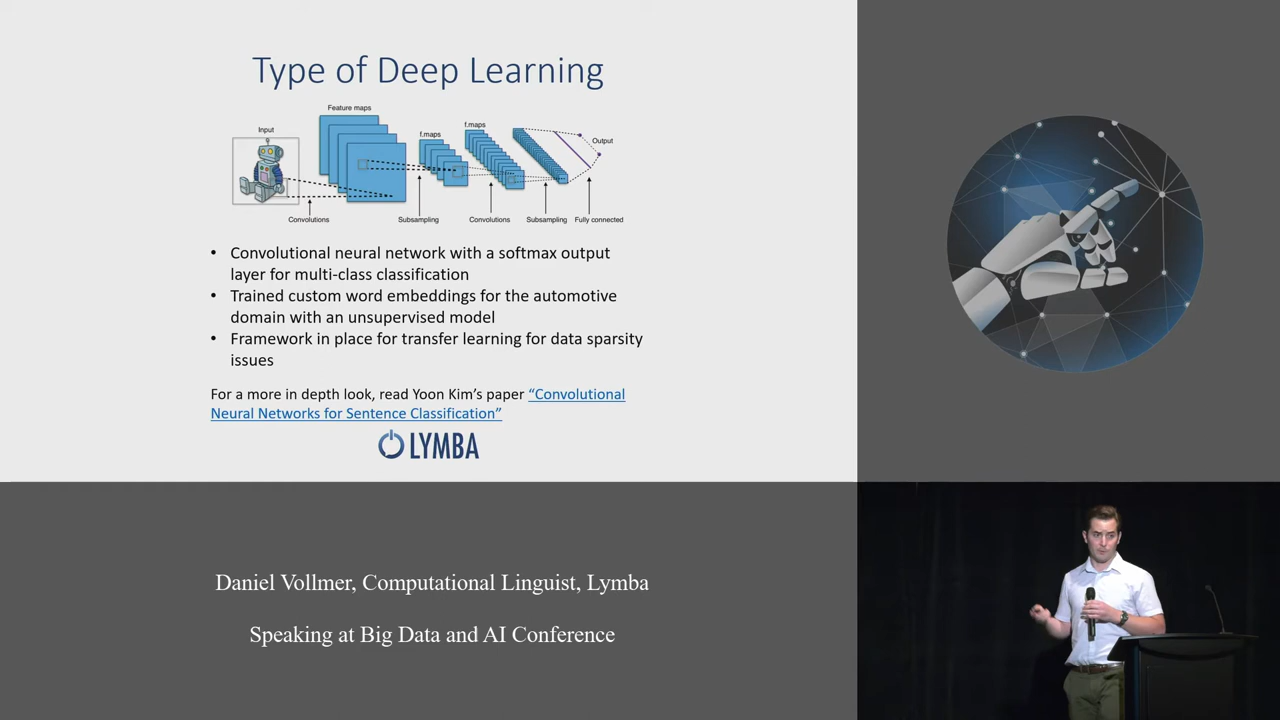 Type of Deep Learning
Feature maps
Input
f.maps
f.maps
Output
Convolutions
Subsampling
Convolutions
Subsampling
Fully connected
• Convolutional neural network with a softmax output
layer for multi-class classification
• Trained custom word embeddings for the automotive
domain with an unsupervised model
• Framework in place for transfer learning for data sparsity
issues
For a more in depth look, read Yoon Kim's paper “Convolutional
Neural Networks for Sentence Classification”
LYMBA
Daniel Vollmer, Computational Linguist, Lymba
Speaking at Big Data and AI Conference